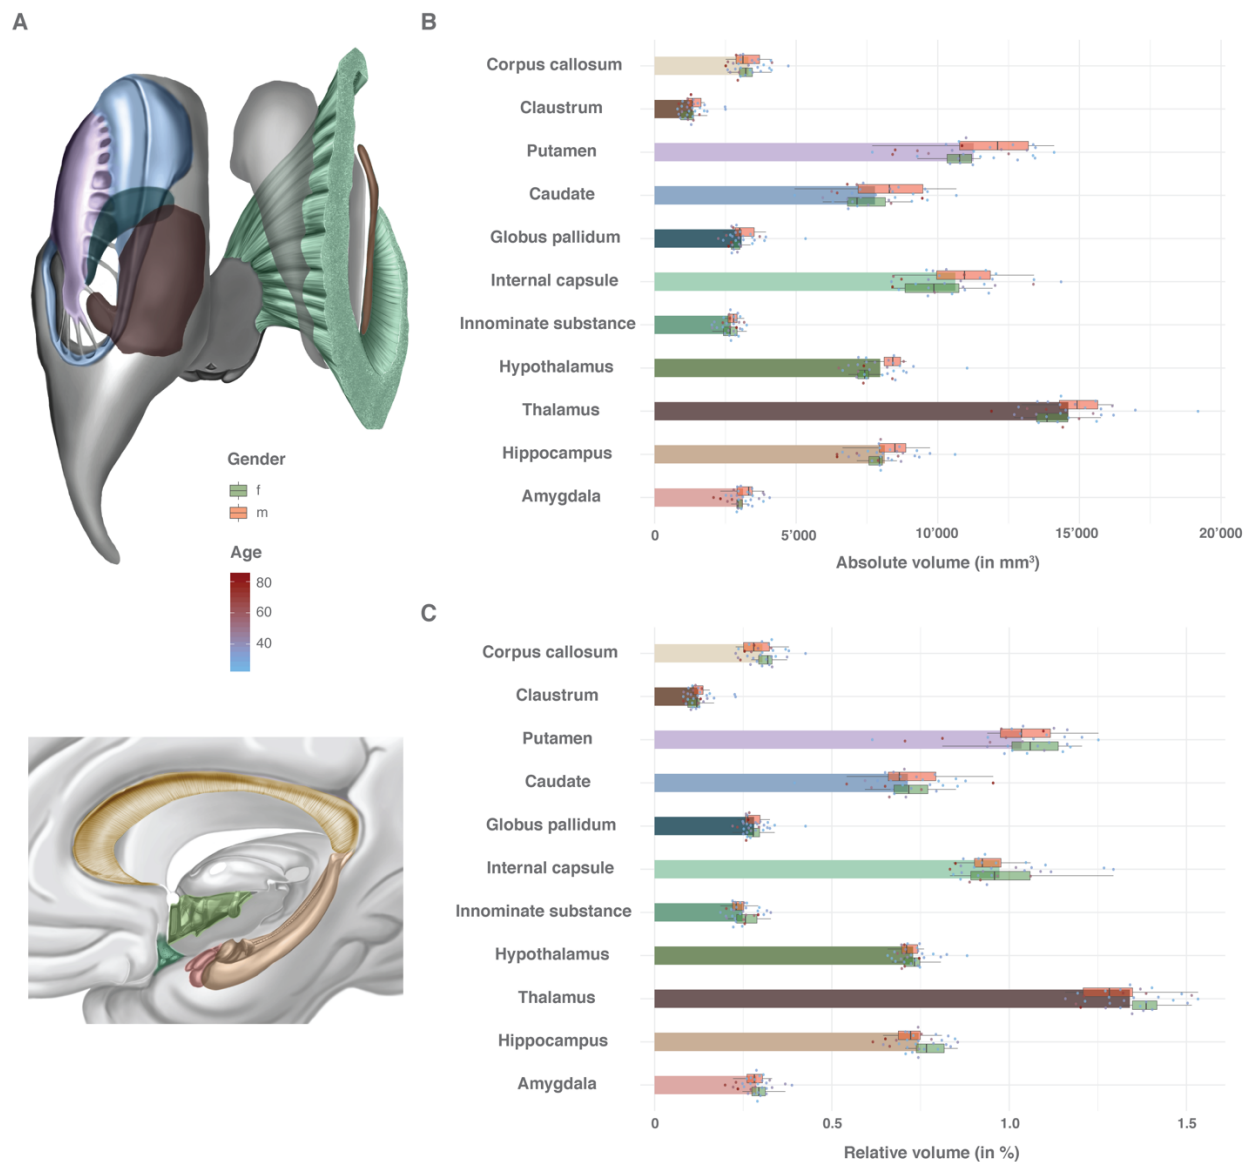 A
B
Corpus callosum
Claustrum
Putamen
Caudate
Globus pallidum
Internal capsule
Innominate substance
Hypothalamus
Thalamus
Hippocampus
Amygdala
0
5'000
10'000
15'000
20'000
Absolute volume (in mm³)
Gender
f
m
Age
80
60
40
C
Corpus callosum
Claustrum
Putamen
Caudate
Globus pallidum
Internal capsule
Innominate substance
Hypothalamus
Thalamus
Hippocampus
Amygdala
0
0.5
1.0
1.5
Relative volume (in %)